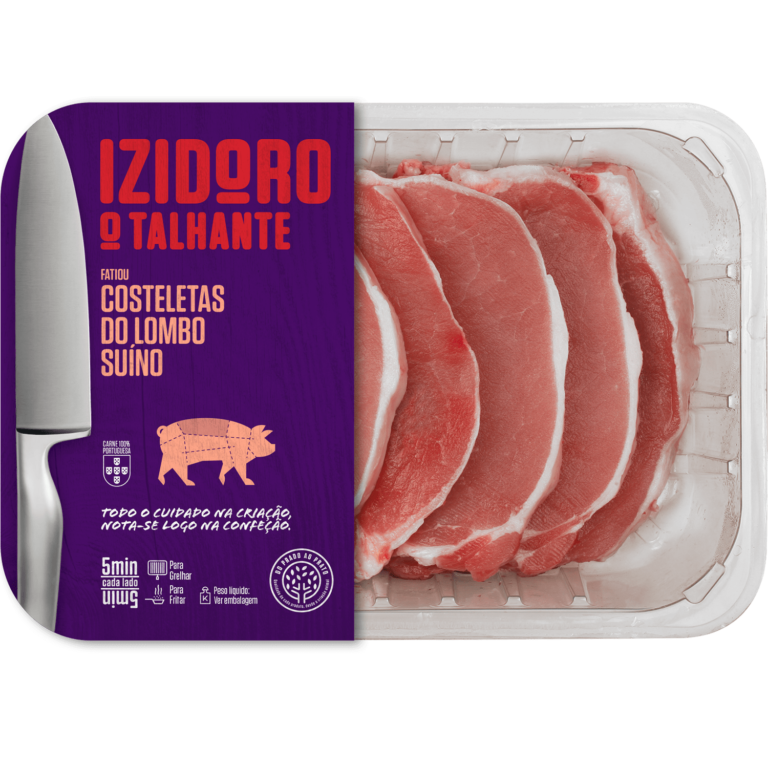 IZIDORO
O TALHANTE
FATIOU
COSTELETAS
DO LOMBO
SUÍNO
CARNE 100%
PORTUGUESA
TODO O CUIDADO NA CRIAÇÃO,
NOTA-SE LOGO NA CONFEÇÃO.
5min
cada lado
5min
Para
Grelhar
Para
Fritar
K
Peso líquido:
Ver embalagem
DO PRADO AO PRATO